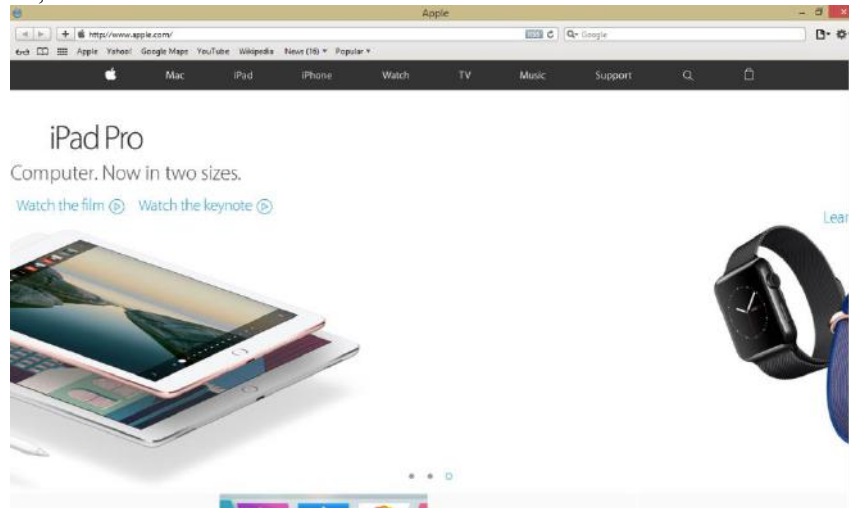 Apple
http://www.apple.com/
RSS
Google
Apple Yahoo! Google Maps YouTube Wikipedia News (16) Popular
Mac iPad iPhone Watch TV Music Support
iPad Pro
Computer. Now in two sizes.
Watch the film Watch the keynote
Lear